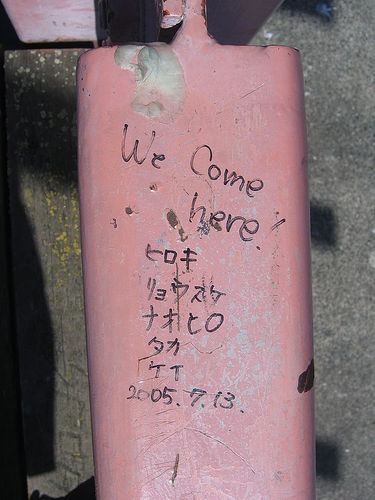 We Come
here!
ヒロキ
リョウスケ
ナオヒロ
タカ
ケイ
2005.7.13.